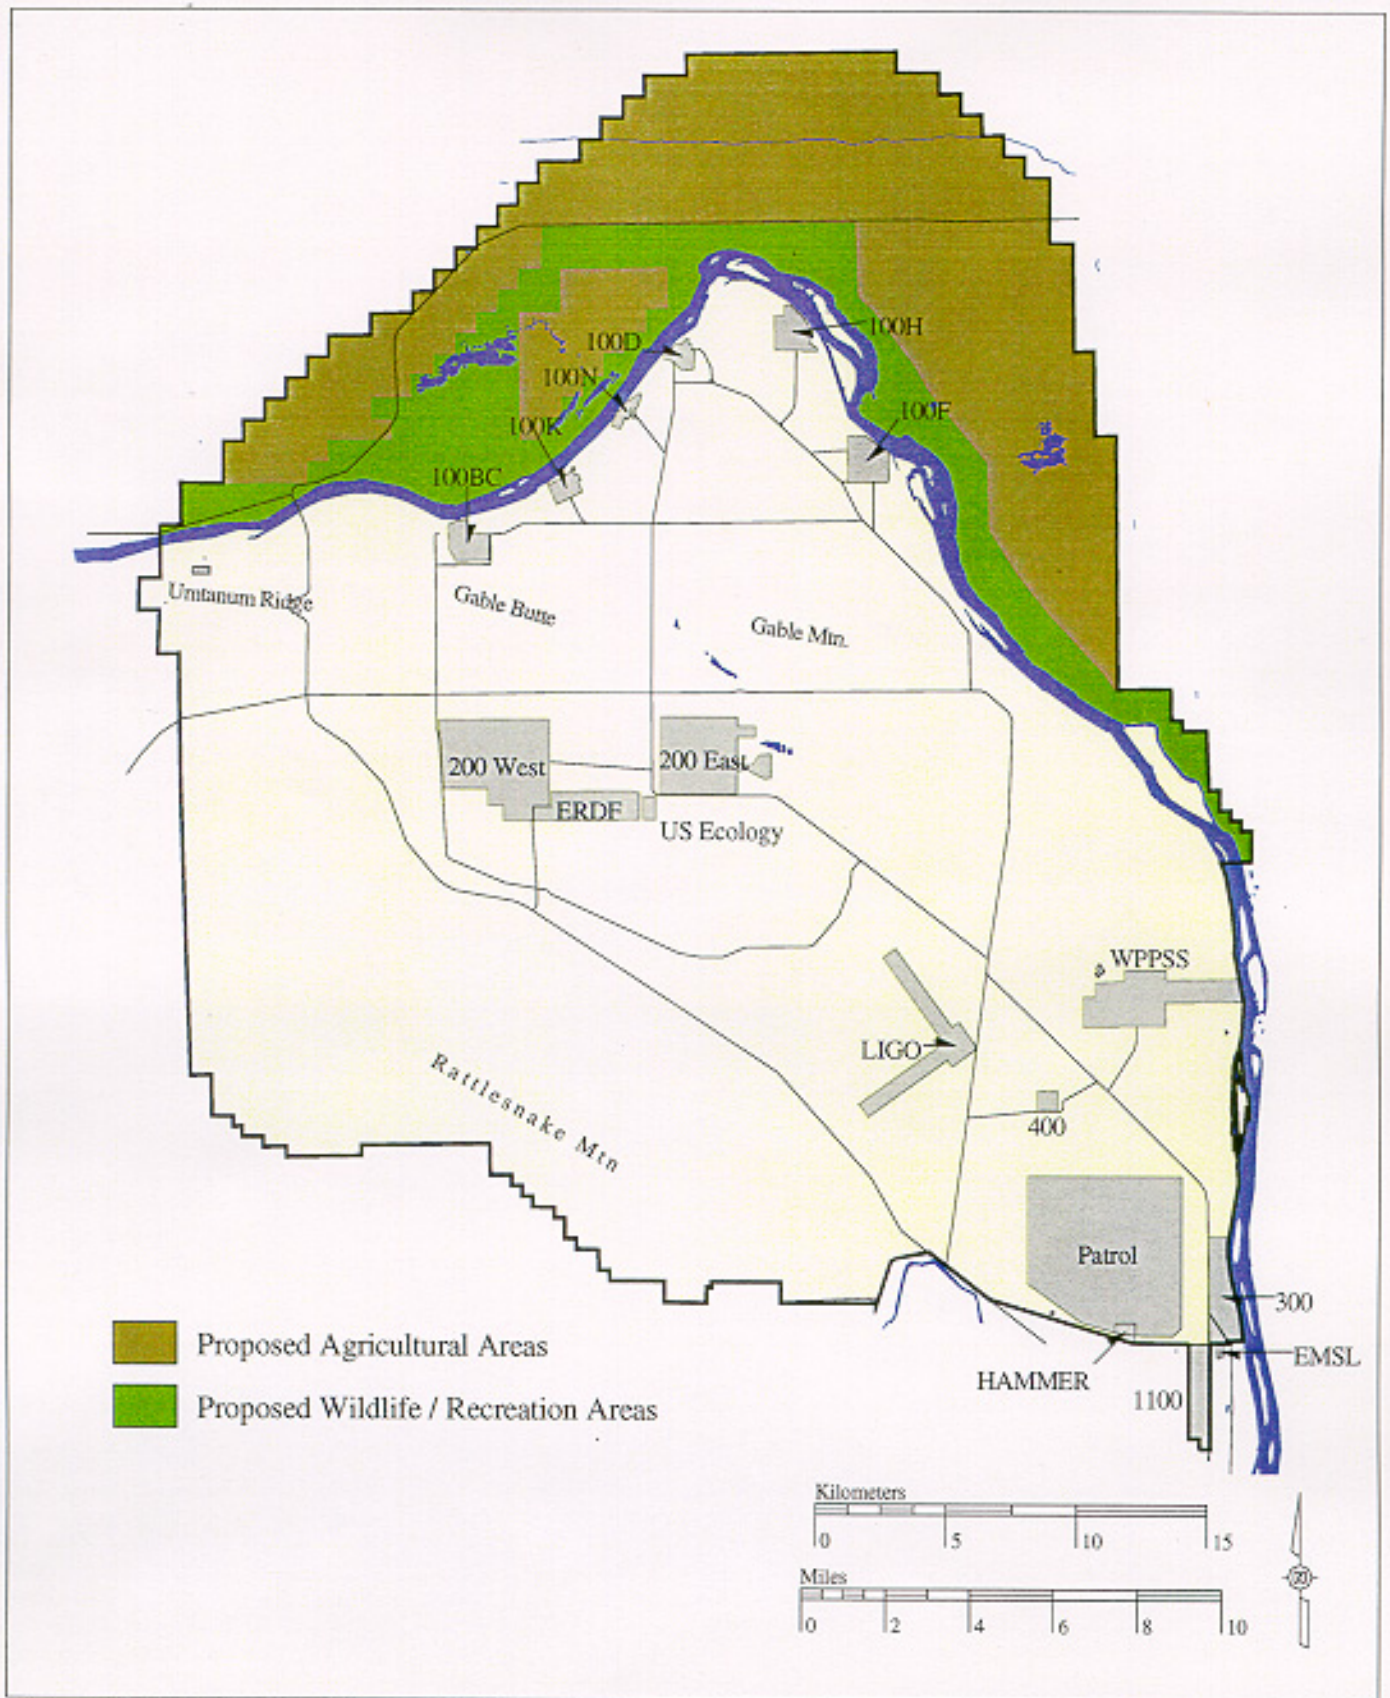 100H
100D
100N
100F
100K
100BC
Umtanum Ridge
Gable Butte
Gable Mtn.
200 West
200 East
ERDF
US Ecology
WPPSS
LIGO
Rattlesnake Mtn
400
Patrol
300
Proposed Agricultural Areas
EMSL
HAMMER
1100
Proposed Wildlife / Recreation Areas
Kilometers
0 5 10 15
Miles
0 2 4 6 8 10